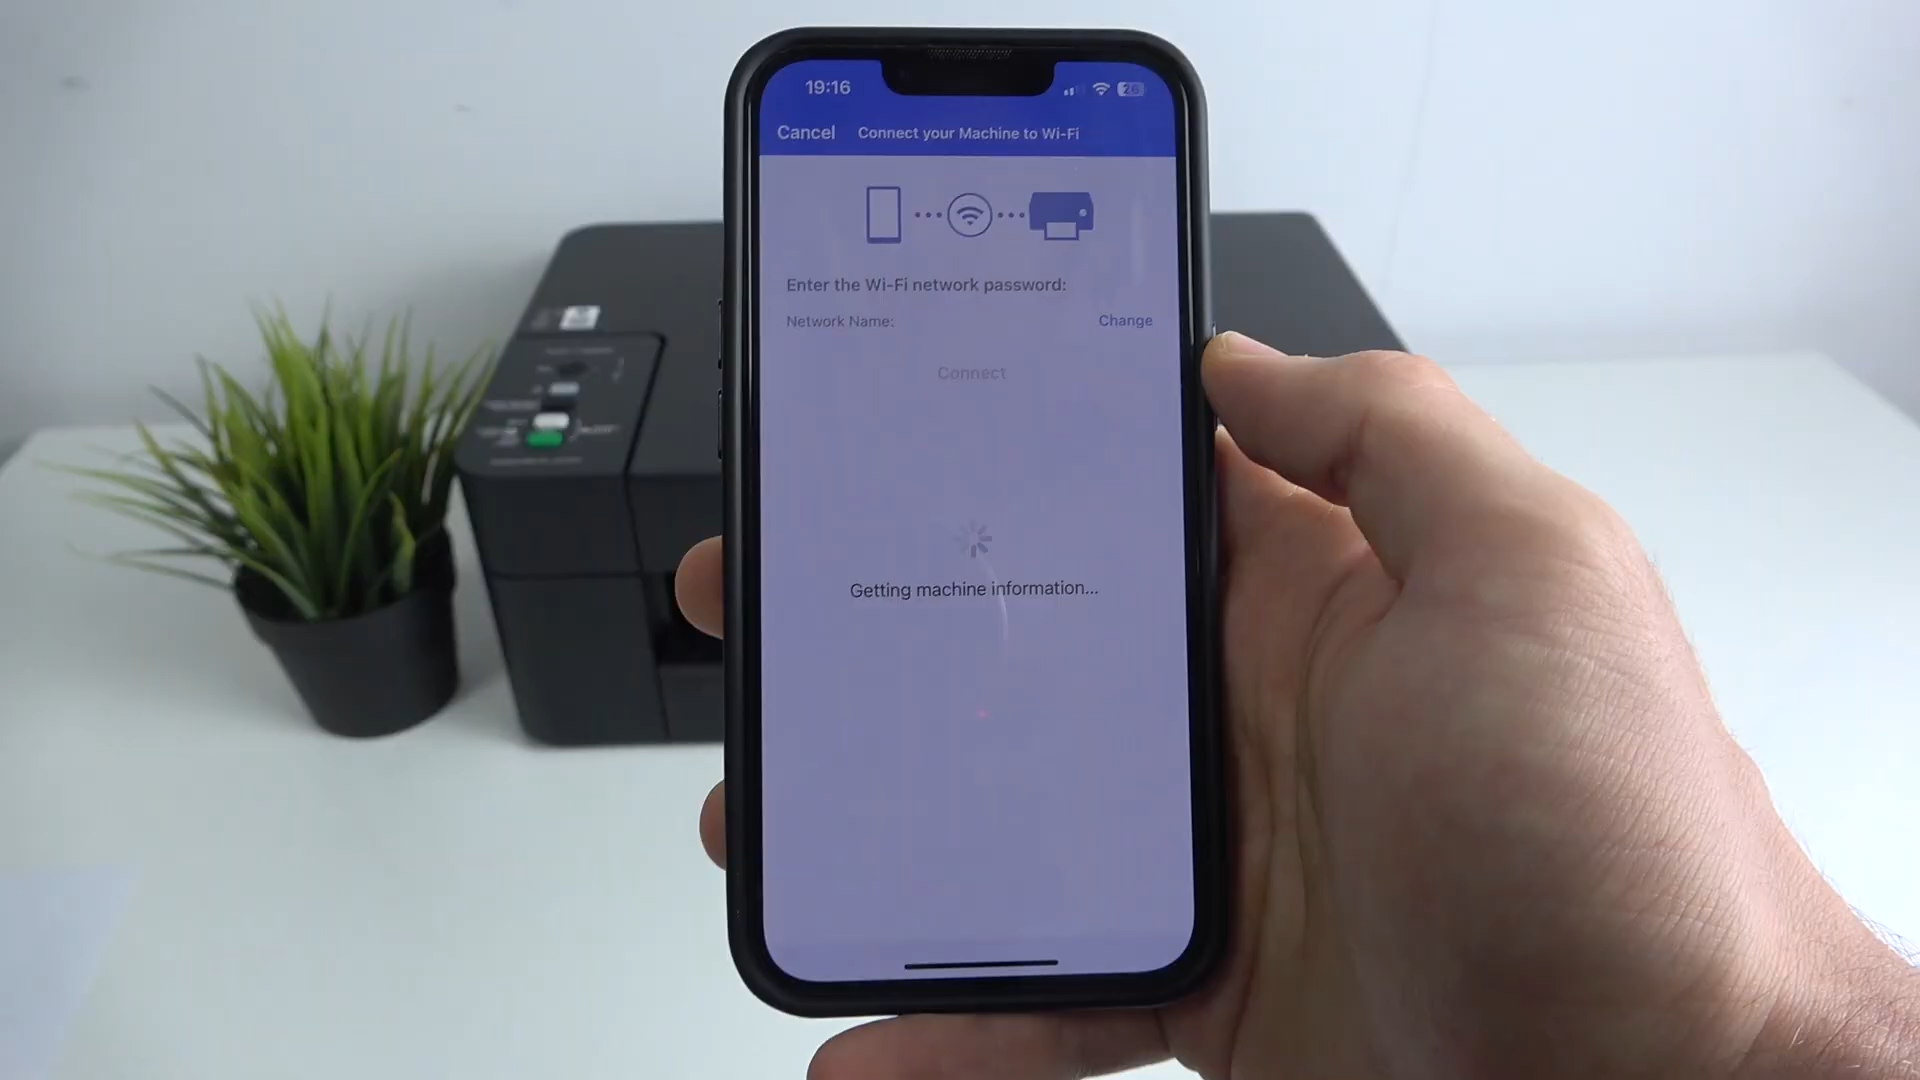 19:16
26
Cancel
Connect your Machine to Wi-Fi
Enter the Wi-Fi network password:
Network Name:
Change
Connect
Getting machine information...